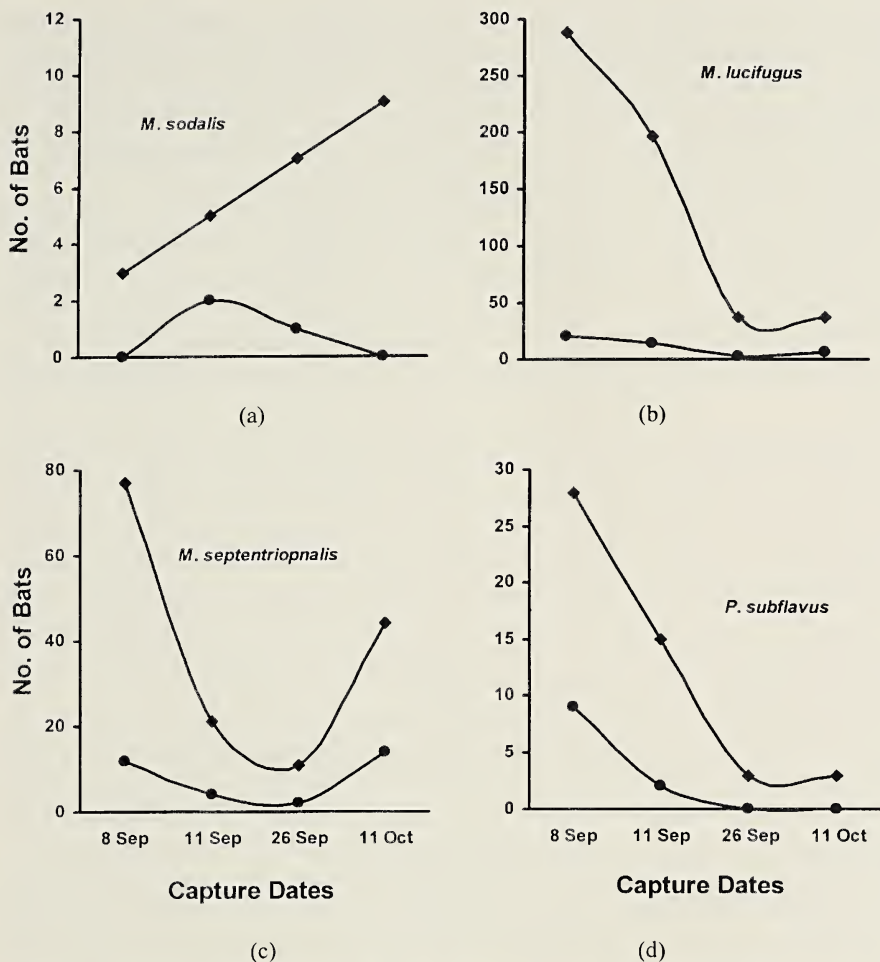 12
10
8
6
4
2
0
No. of Bats
M. sodalis
(a)
300
250
200
150
100
50
0
M. lucifugus
(b)
80
60
40
20
0
No. of Bats
M. septentriopnalis
8 Sep 11 Sep 26 Sep 11 Oct
Capture Dates
(c)
30
25
20
15
10
5
0
P. subflavus
8 Sep 11 Sep 26 Sep 11 Oct
Capture Dates
(d)